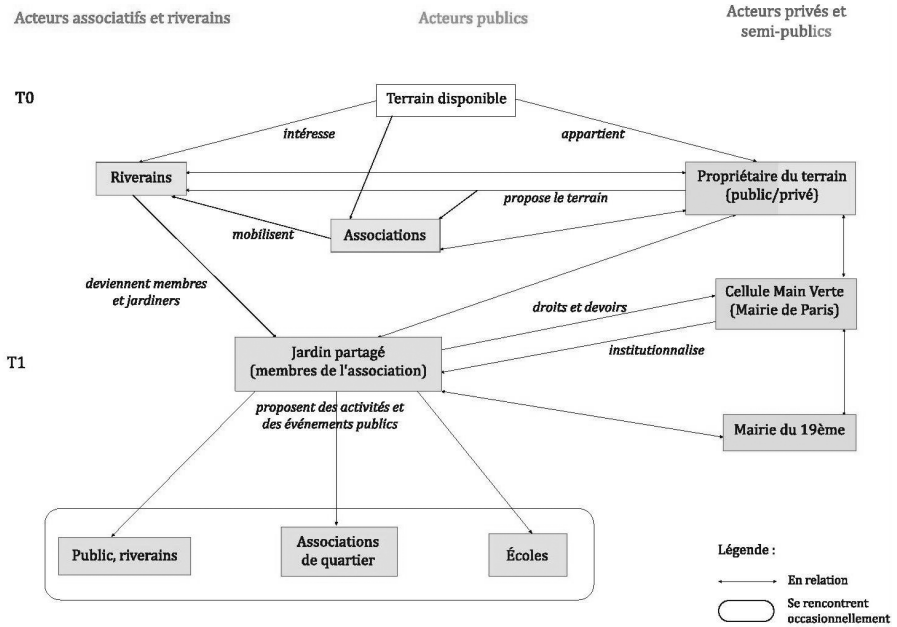 Acteurs associatifs et riverains
Acteurs publics
Acteurs privés et
semi-publics
T0
Terrain disponible
intéresse
appartient
Riverains
Propriétaire du terrain
(public/privé)
propose le terrain
mobilisent
Associations
deviennent membres
et jardiniers
droits et devoirs
Cellule Main Verte
(Mairie de Paris)
institutionnalise
T1
Jardin partagé
(membres de l'association)
proposent des activités et
des événements publics
Mairie du 19ème
Public, riverains
Associations
de quartier
Écoles
Légende :
En relation
Se rencontrent
occasionnellement